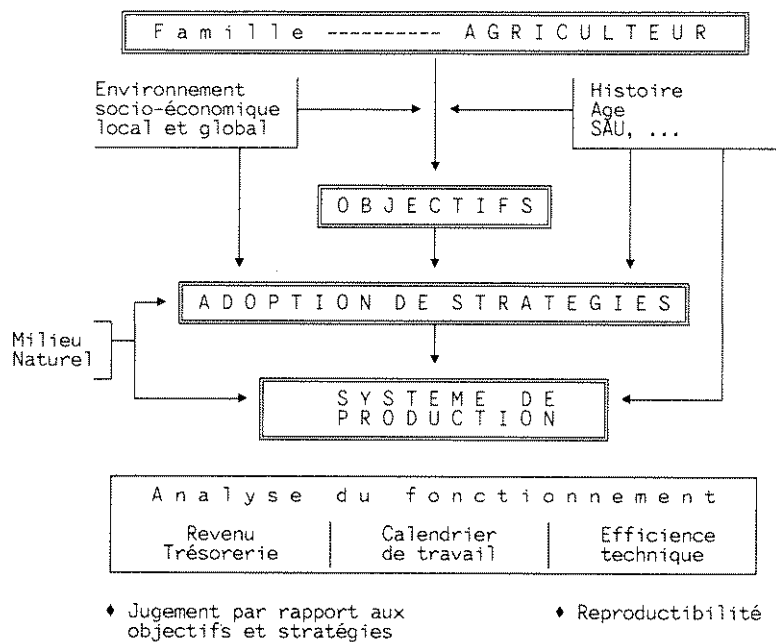 Famille ---------- AGRICULTEUR
Environnement
socio-économique
local et global
Histoire
Age
SAU, ...
OBJECTIFS
ADOPTION DE STRATEGIES
Milieu
Naturel
SYSTEME DE
PRODUCTION
Analyse du fonctionnement
Revenu
Trésorerie
Calendrier
de travail
Efficience
technique
♦ Jugement par rapport aux
objectifs et stratégies
♦ Reproductibilité